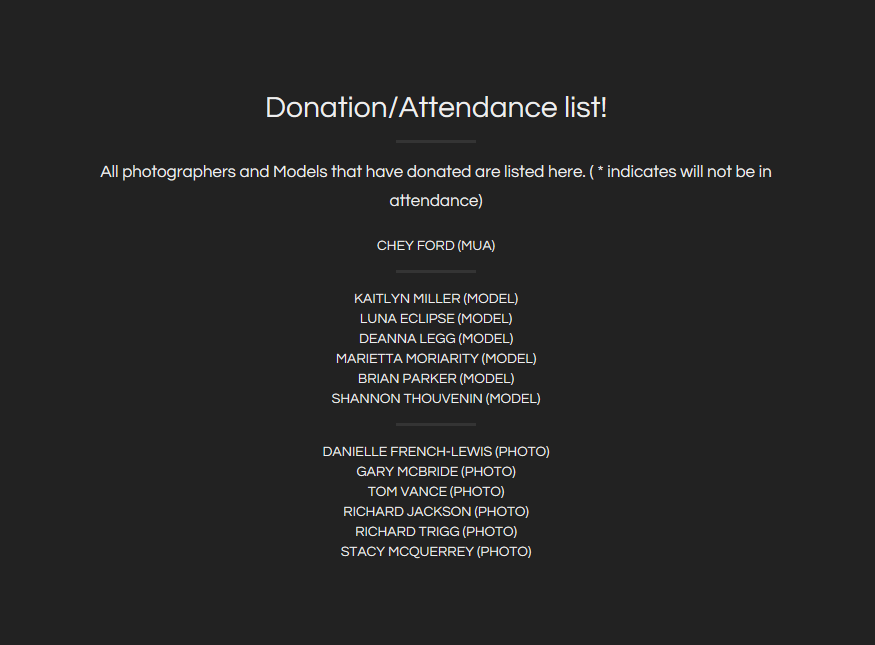 Donation/Attendance list!
All photographers and Models that have donated are listed here. ( * indicates will not be in
attendance)
CHEY FORD (MUA)
KAITLYN MILLER (MODEL)
LUNA ECLIPSE (MODEL)
DEANNA LEGG (MODEL)
MARIETTA MORIARITY (MODEL)
BRIAN PARKER (MODEL)
SHANNON THOUVENIN (MODEL)
DANIELLE FRENCH-LEWIS (PHOTO)
GARY MCBRIDE (PHOTO)
TOM VANCE (PHOTO)
RICHARD JACKSON (PHOTO)
RICHARD TRIGG (PHOTO)
STACY MCQUERREY (PHOTO)